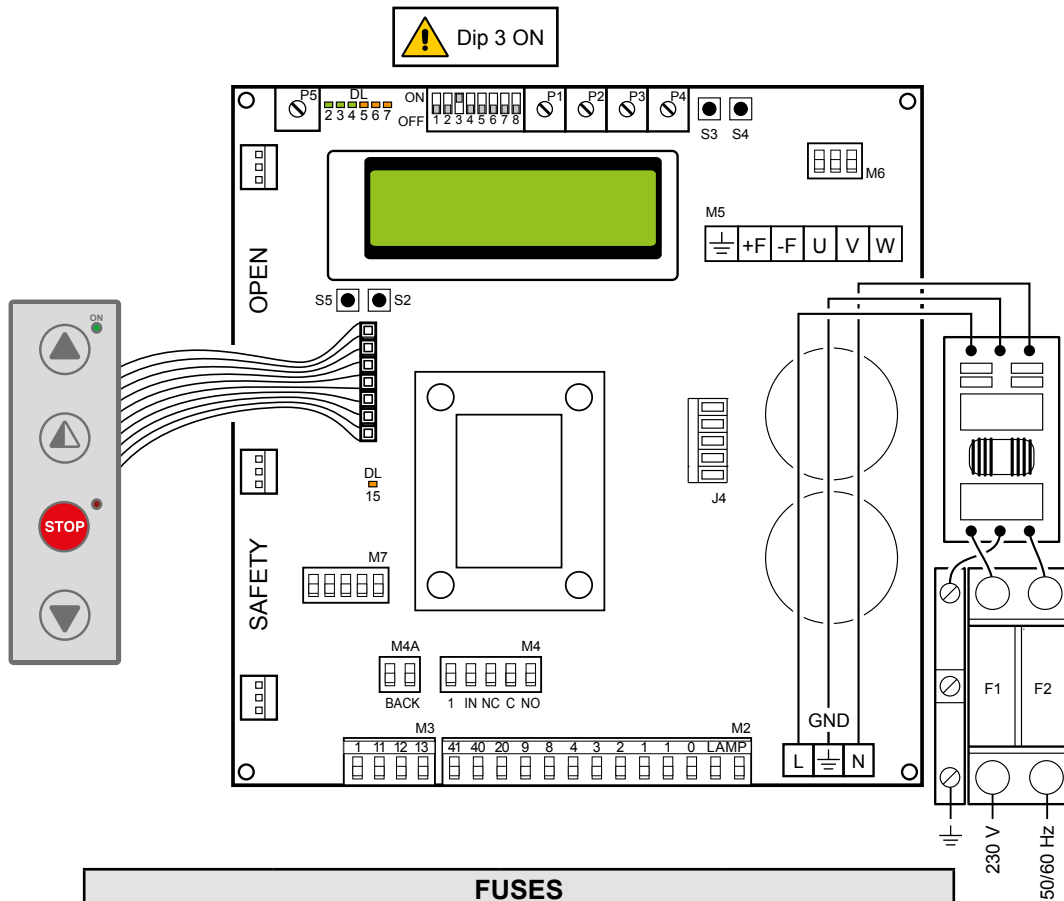 Dip 3 ON
P5
DL
2 3 4 5 6 7
ON
OFF
1 2 3 4 5 6 7 8
P1
P2
P3
P4
S3
S4
M6
M5
+F -F U V W
OPEN
S5
S2
ON
STOP
DL
15
J4
SAFETY
M7
M4A
BACK
M4
1 IN NC C NO
M3
1 11 12 13
M2
41 40 20 9 8 4 3 2 1 1 0 LAMP
GND
L N
F1
F2
230 V
50/60 Hz
FUSES